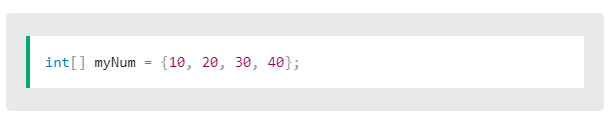 int[] myNum = {10, 20, 30, 40};